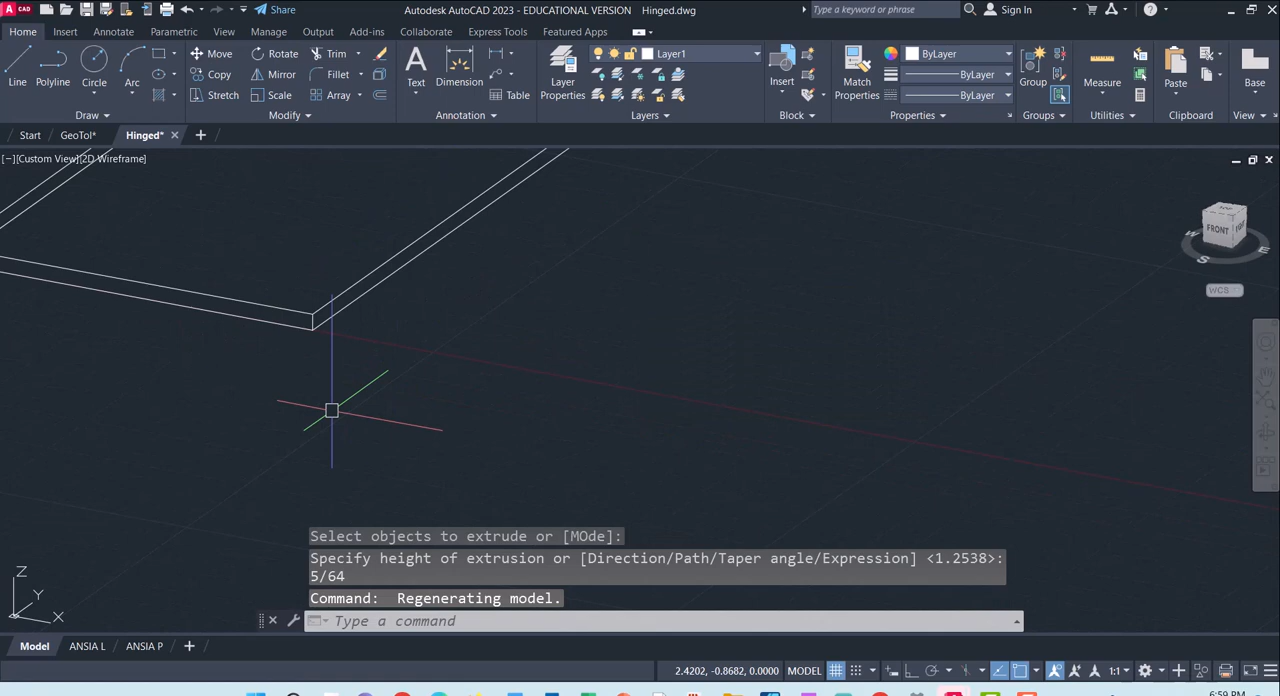 CAD
Share
Autodesk AutoCAD 2023 - EDUCATIONAL VERSION Hinged.dwg
Type a keyword or phrase
Sign In
Home Insert Annotate Parametric View Manage Output Add-ins Collaborate Express Tools Featured Apps
Line Polyline Circle Arc
Move Rotate Trim
Copy Mirror Fillet
Stretch Scale Array
Text Dimension
Table
Layer
Properties
Layer1
Insert
Match
Properties
ByLayer
ByLayer
ByLayer
Group
Measure
Paste
Base
Draw Modify Annotation Layers Block Properties Groups Utilities Clipboard View
Start GeoTol* Hinged*
[−][Custom View][2D Wireframe]
TOP
FRONT
W
S
E
WCS
Select objects to extrude or [MOde]:
Specify height of extrusion or [Direction/Path/Taper angle/Expression] <1.2538>:
5/64
Command: Regenerating model.
Type a command
Z
Y
X
Model ANSIA L ANSIA P
2.4202, -0.8682, 0.0000 MODEL 1:1
6:59 PM